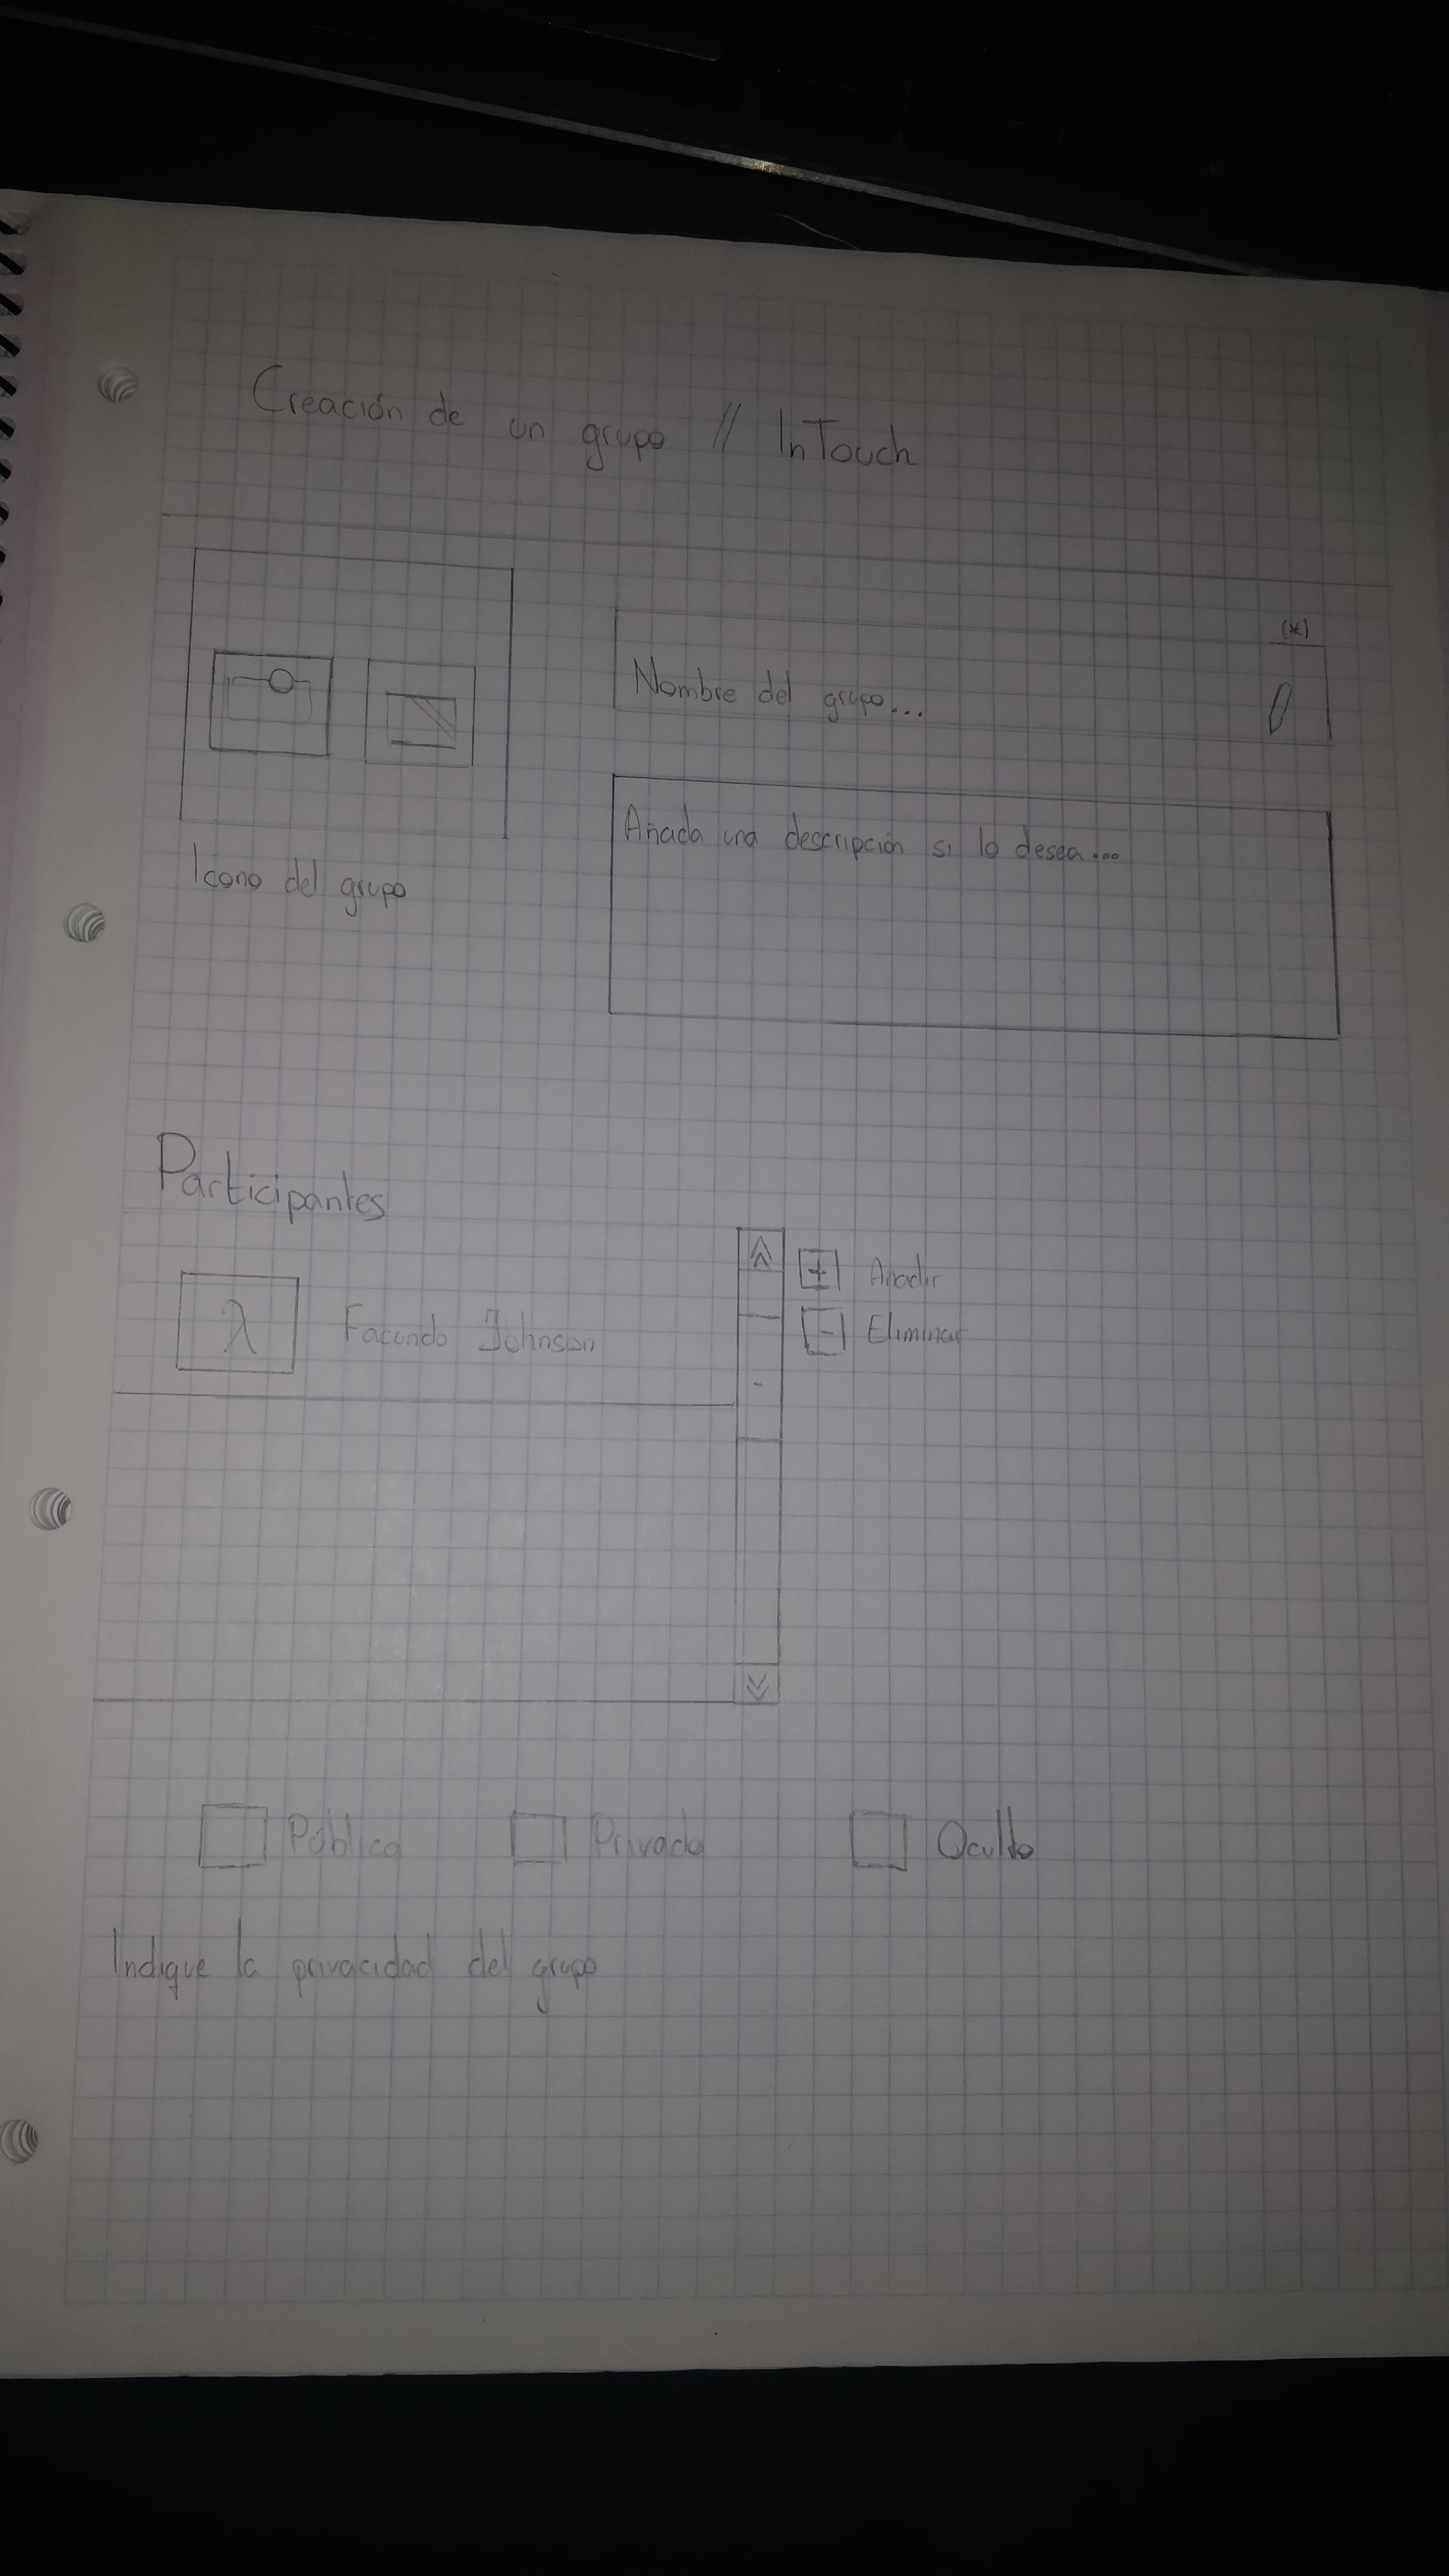 Creación de un grupo // InTouch
(*)
Nombre del grupo...
Añada una descripción si lo desea...
Icono del grupo
Participantes
λ Facundo Johnson
+ Añadir
- Eliminar
Público
Privado
Oculto
Indique la privacidad del grupo